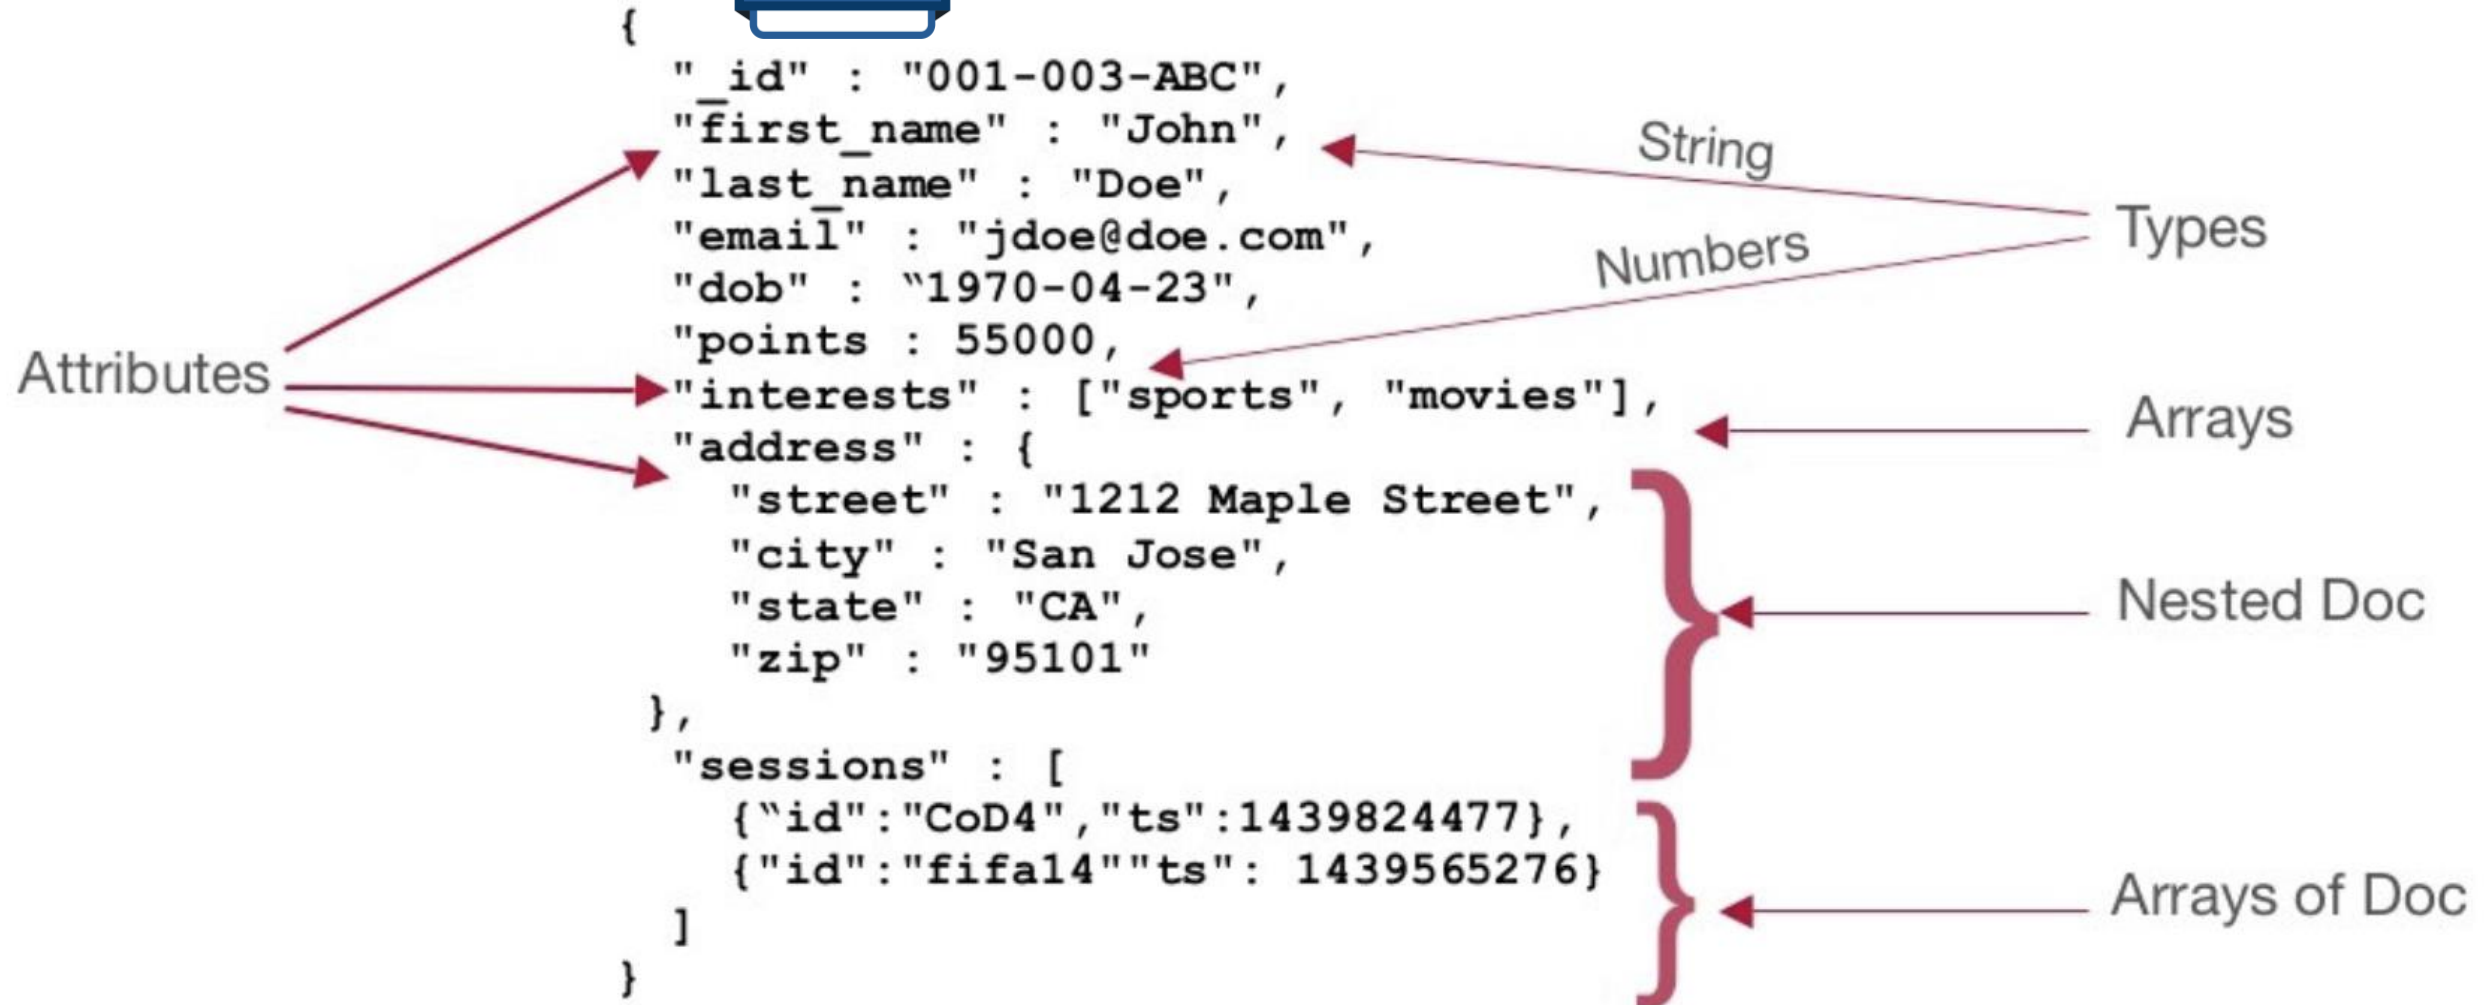 {
"_id" : "001-003-ABC",
"first_name" : "John",
"last_name" : "Doe",
"email" : "jdoe@doe.com",
"dob" : “1970-04-23",
"points : 55000,
"interests" : ["sports", "movies"],
"address" : {
"street" : "1212 Maple Street",
"city" : "San Jose",
"state" : "CA",
"zip" : "95101"
},
"sessions" : [
{“id":"CoD4","ts":1439824477},
{"id":"fifa14""ts": 1439565276}
]
}
Attributes
String
Numbers
Types
Arrays
Nested Doc
Arrays of Doc